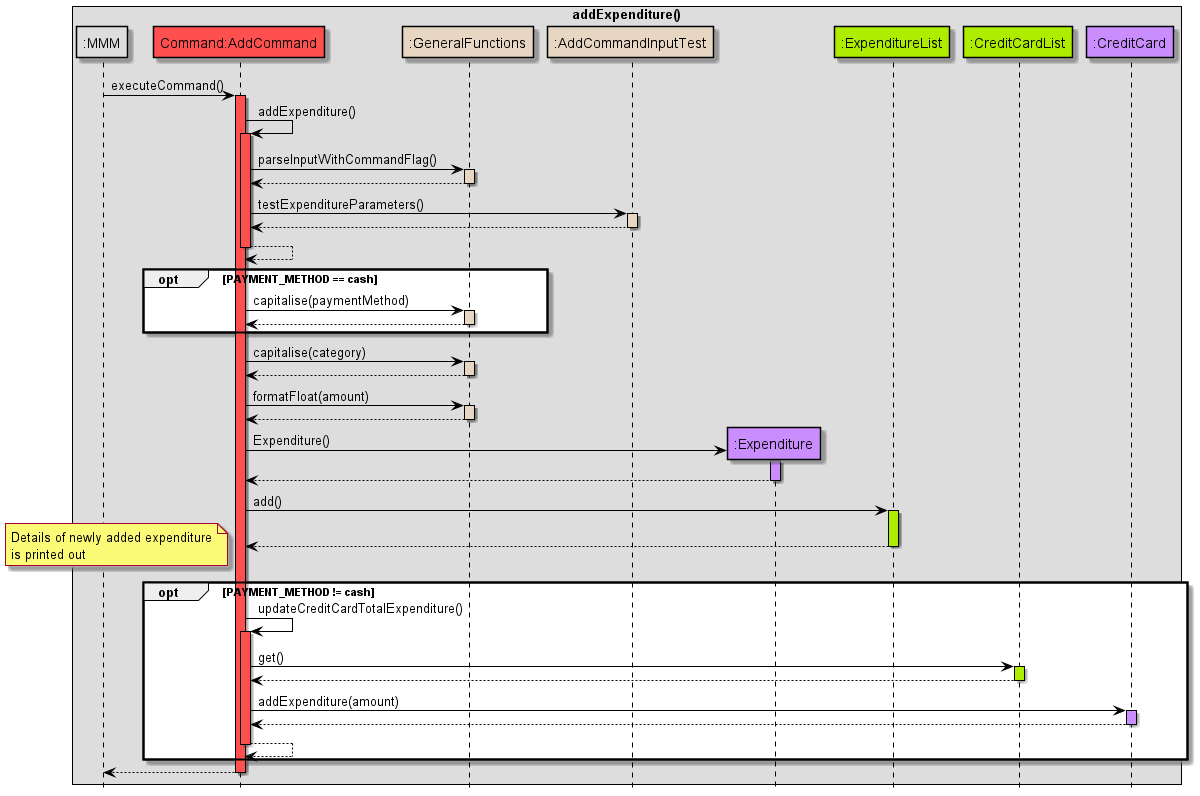 addExpenditure()
:MMM
Command:AddCommand
:GeneralFunctions
:AddCommandInputTest
:ExpenditureList
:CreditCardList
:CreditCard
executeCommand()
addExpenditure()
parseInputWithCommandFlag()
testExpenditureParameters()
opt [PAYMENT_METHOD == cash]
capitalise(paymentMethod)
capitalise(category)
formatFloat(amount)
Expenditure()
:Expenditure
add()
Details of newly added expenditure
is printed out
opt [PAYMENT_METHOD != cash]
updateCreditCardTotalExpenditure()
get()
addExpenditure(amount)